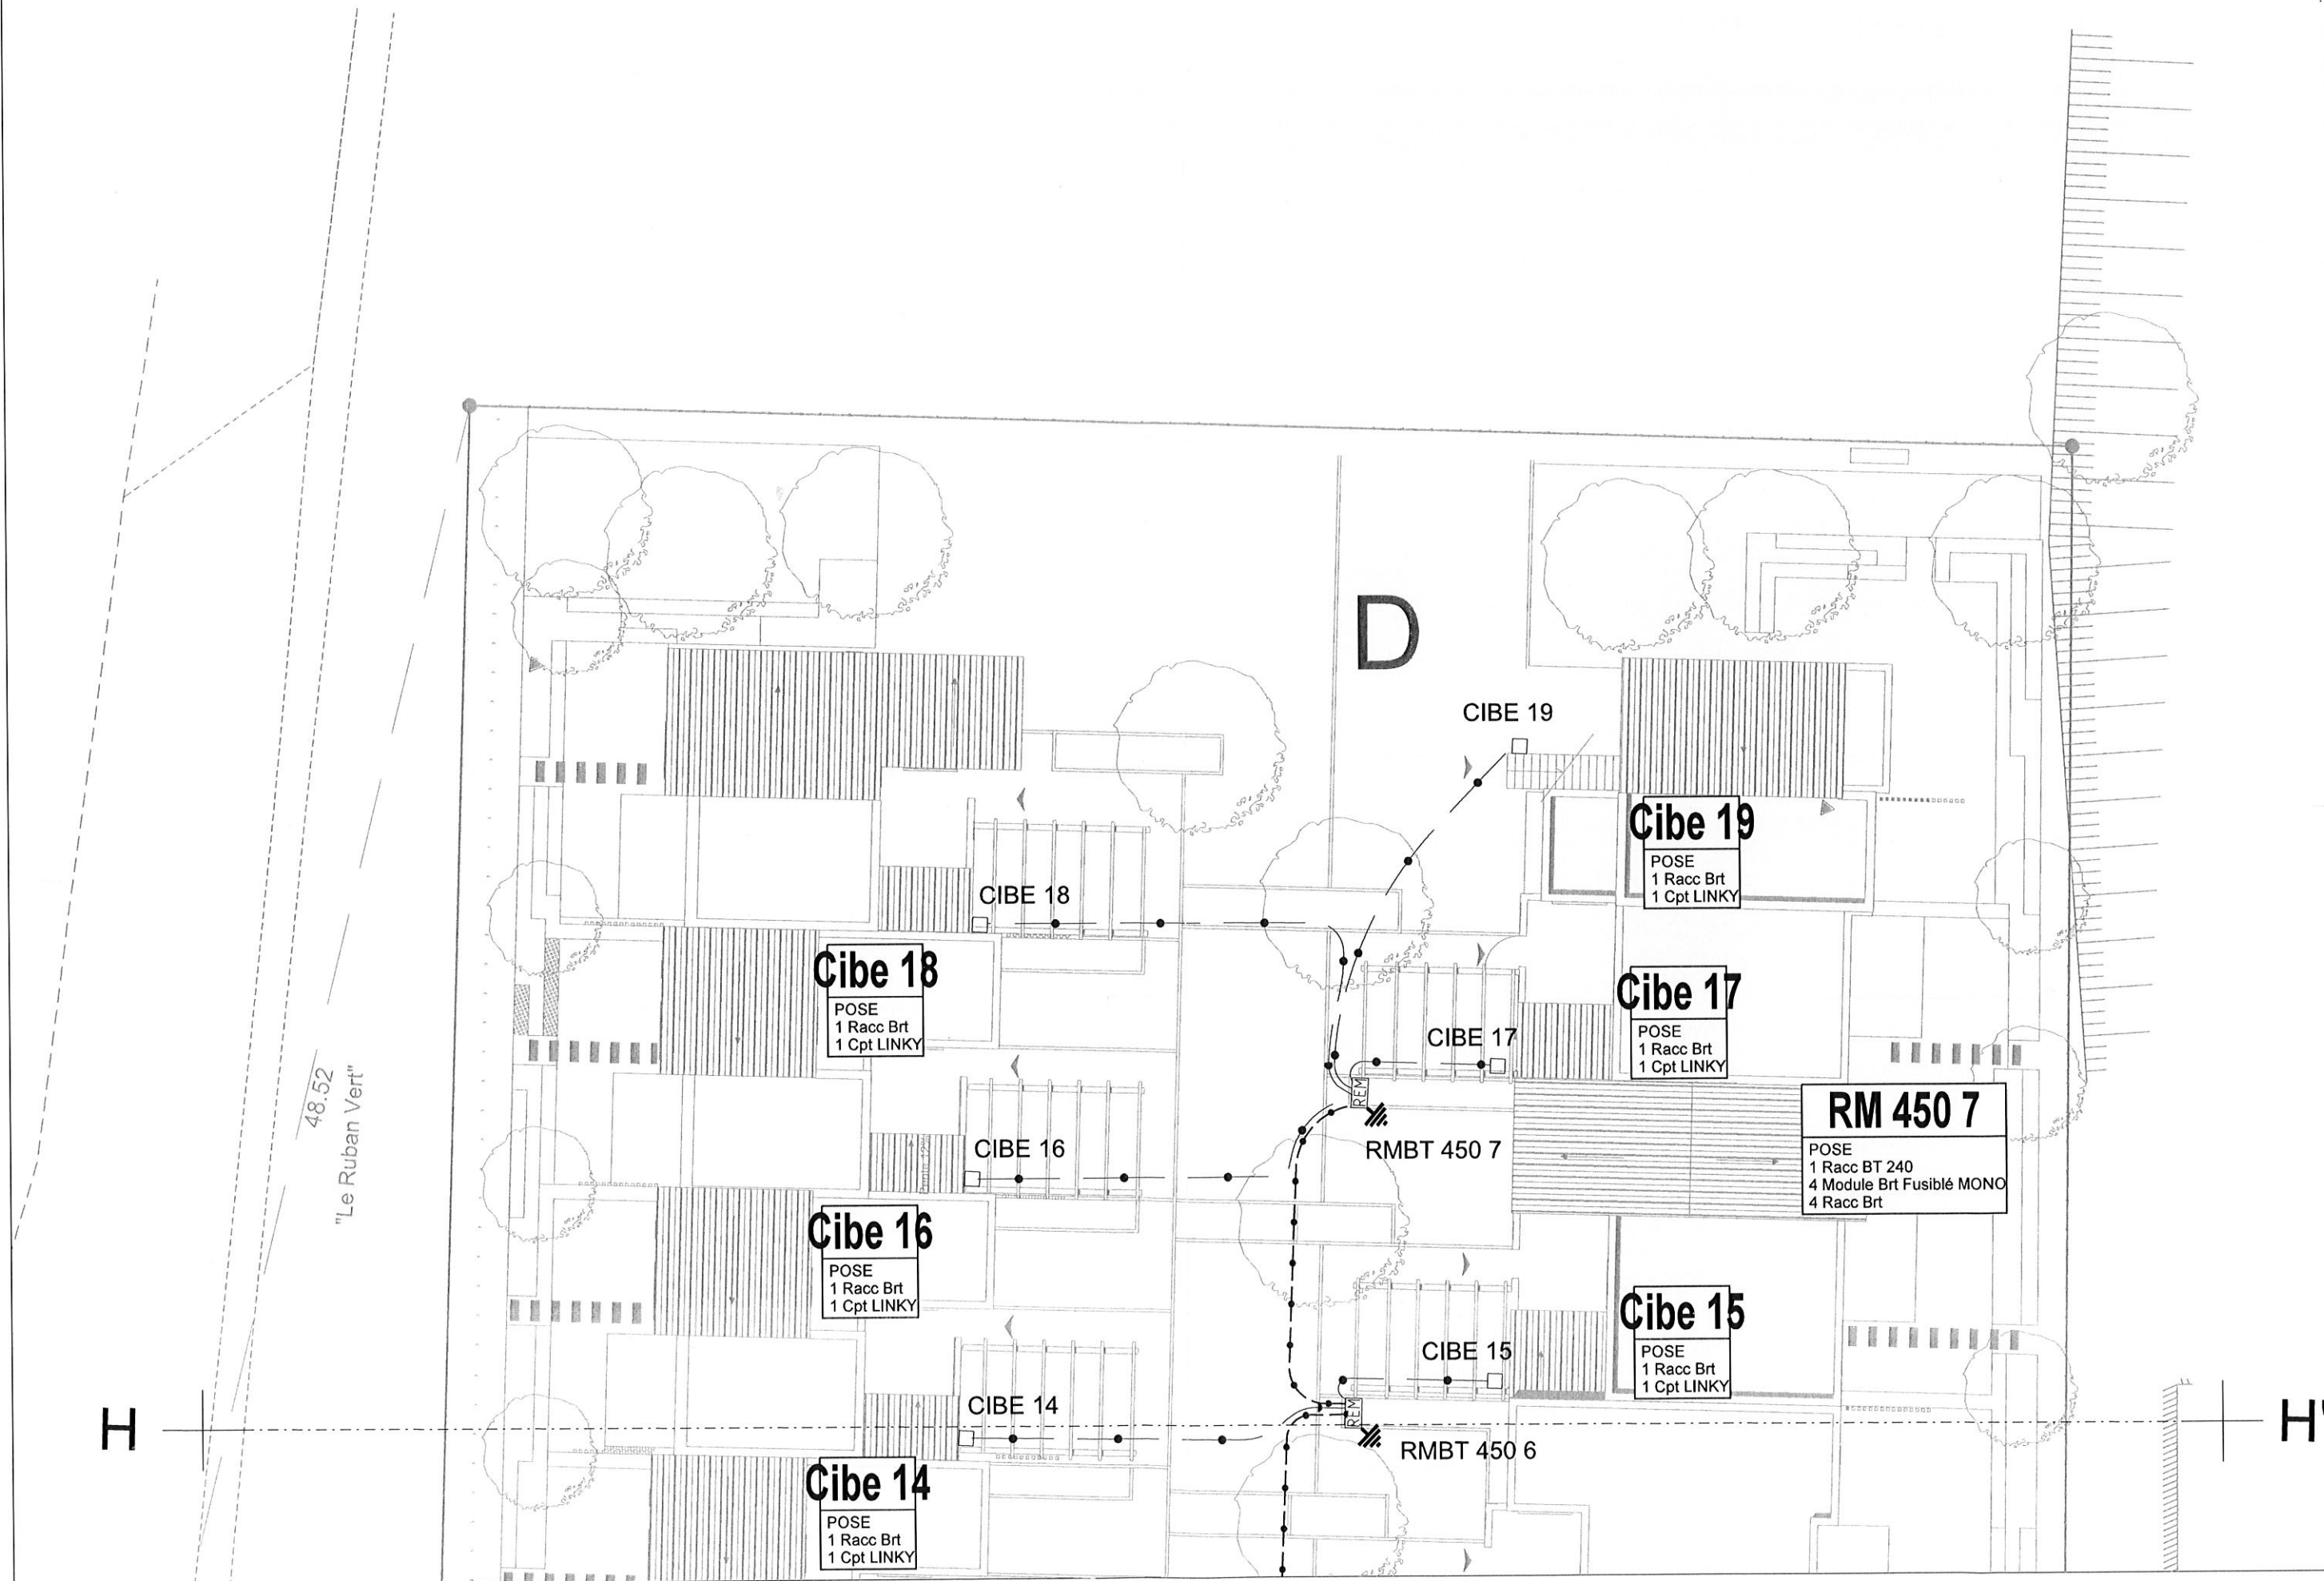 D
CIBE 19
Cibe 19
POSE
1 Racc Brt
1 Cpt LINKY
CIBE 18
Cibe 18
POSE
1 Racc Brt
1 Cpt LINKY
Cibe 17
POSE
1 Racc Brt
1 Cpt LINKY
CIBE 17
48.52
"Le Ruban Vert"
REM
RMBT 450 7
RM 450 7
POSE
1 Racc BT 240
4 Module Brt Fusiblé MONO
4 Racc Brt
CIBE 16
Cibe 16
POSE
1 Racc Brt
1 Cpt LINKY
CIBE 15
Cibe 15
POSE
1 Racc Brt
1 Cpt LINKY
CIBE 14
H
REM
H'
RMBT 450 6
Cibe 14
POSE
1 Racc Brt
1 Cpt LINKY